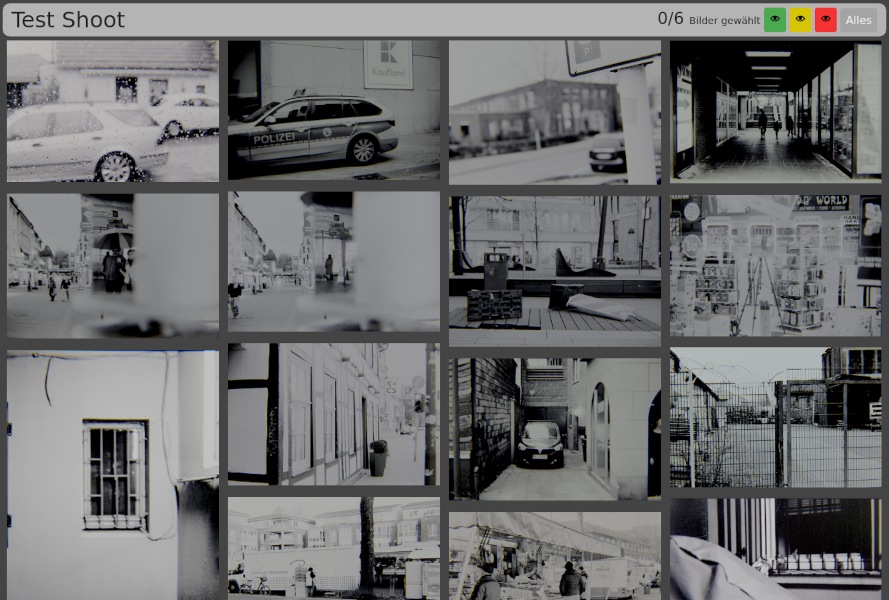 Test Shoot
0/6 Bilder gewählt
Alles
K
Kaufland
POLIZEI
P
WORLD